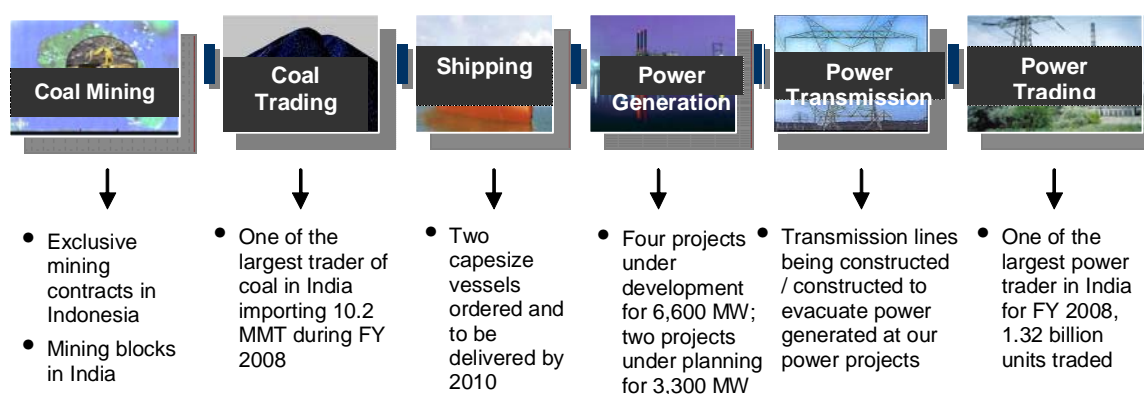 Coal Mining
Coal
Trading
Shipping
Power
Generation
Power
Transmission
Power
Trading
• Exclusive
mining
contracts in
Indonesia
• Mining blocks
in India
• One of the
largest trader of
coal in India
importing 10.2
MMT during FY
2008
• Two
capesize
vessels
ordered and
to be
delivered by
2010
• Four projects
under
development
for 6,600 MW;
two projects
under planning
for 3,300 MW
• Transmission lines
being constructed
/ constructed to
evacuate power
generated at our
power projects
• One of the
largest power
trader in India
for FY 2008,
1.32 billion
units traded